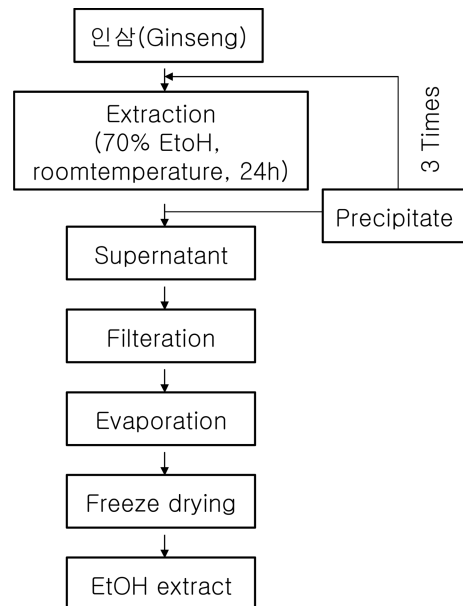 인삼(Ginseng)
Extraction
(70% EtoH,
roomtemperature, 24h)
3 Times
Precipitate
Supernatant
Filteration
Evaporation
Freeze drying
EtOH extract